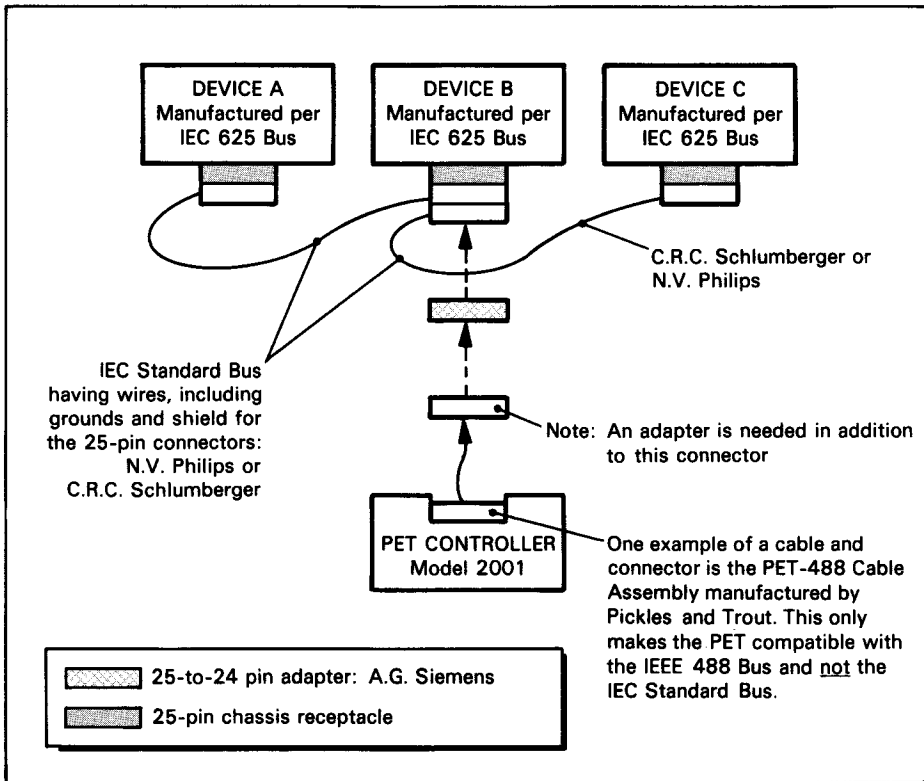 DEVICE A
Manufactured per
IEC 625 Bus
DEVICE B
Manufactured per
IEC 625 Bus
DEVICE C
Manufactured per
IEC 625 Bus
C.R.C. Schlumberger or
N.V. Philips
IEC Standard Bus
having wires, including
grounds and shield for
the 25-pin connectors:
N.V. Philips or
C.R.C. Schlumberger
Note: An adapter is needed in addition
to this connector
PET CONTROLLER
Model 2001
One example of a cable and
connector is the PET-488 Cable
Assembly manufactured by
Pickles and Trout. This only
makes the PET compatible with
the IEEE 488 Bus and not the
IEC Standard Bus.
25-to-24 pin adapter: A.G. Siemens
25-pin chassis receptacle